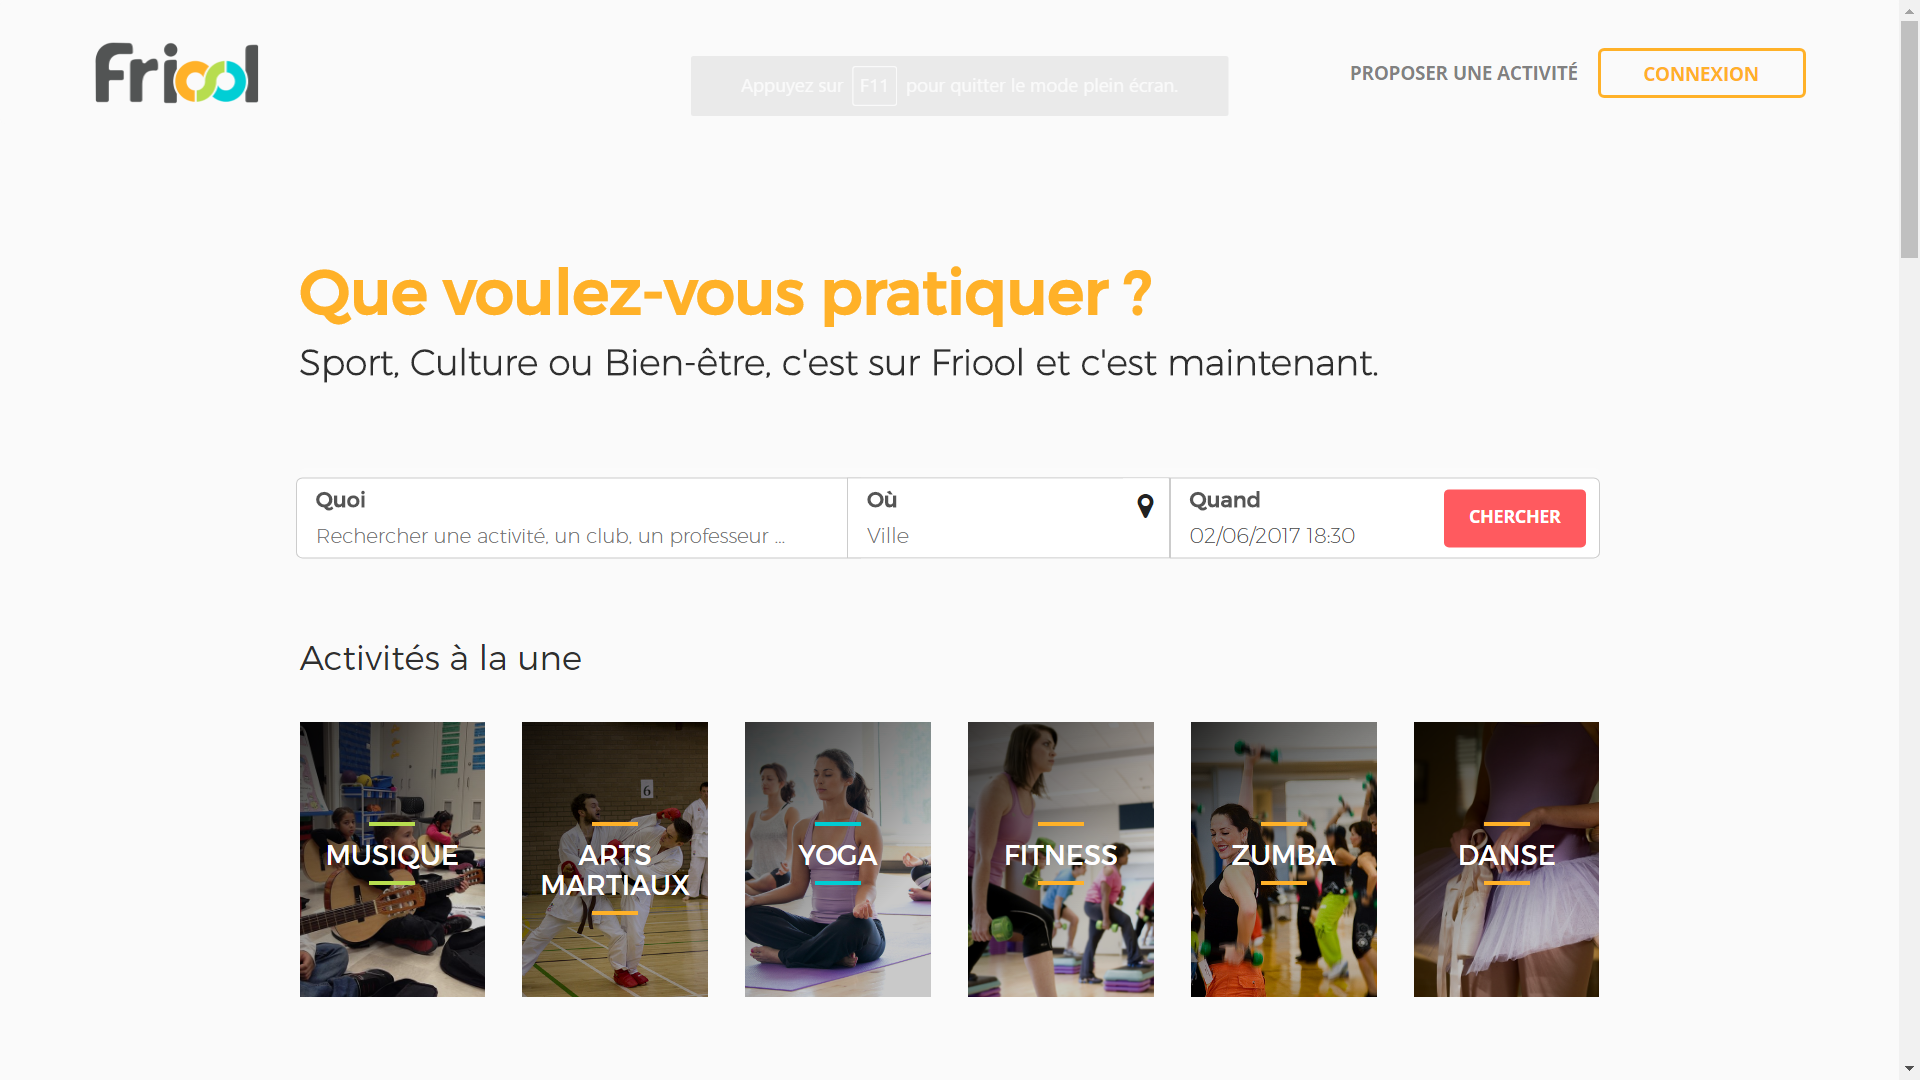 Friool
Appuyez sur F11 pour quitter le mode plein écran.
PROPOSER UNE ACTIVITÉ
CONNEXION
Que voulez-vous pratiquer ?
Sport, Culture ou Bien-être, c'est sur Friool et c'est maintenant.
Quoi
Rechercher une activité, un club, un professeur ...
Où
Ville
Quand
02/06/2017 18:30
CHERCHER
Activités à la une
6
MUSIQUE
ARTS
MARTIAUX
YOGA
FITNESS
ZUMBA
DANSE